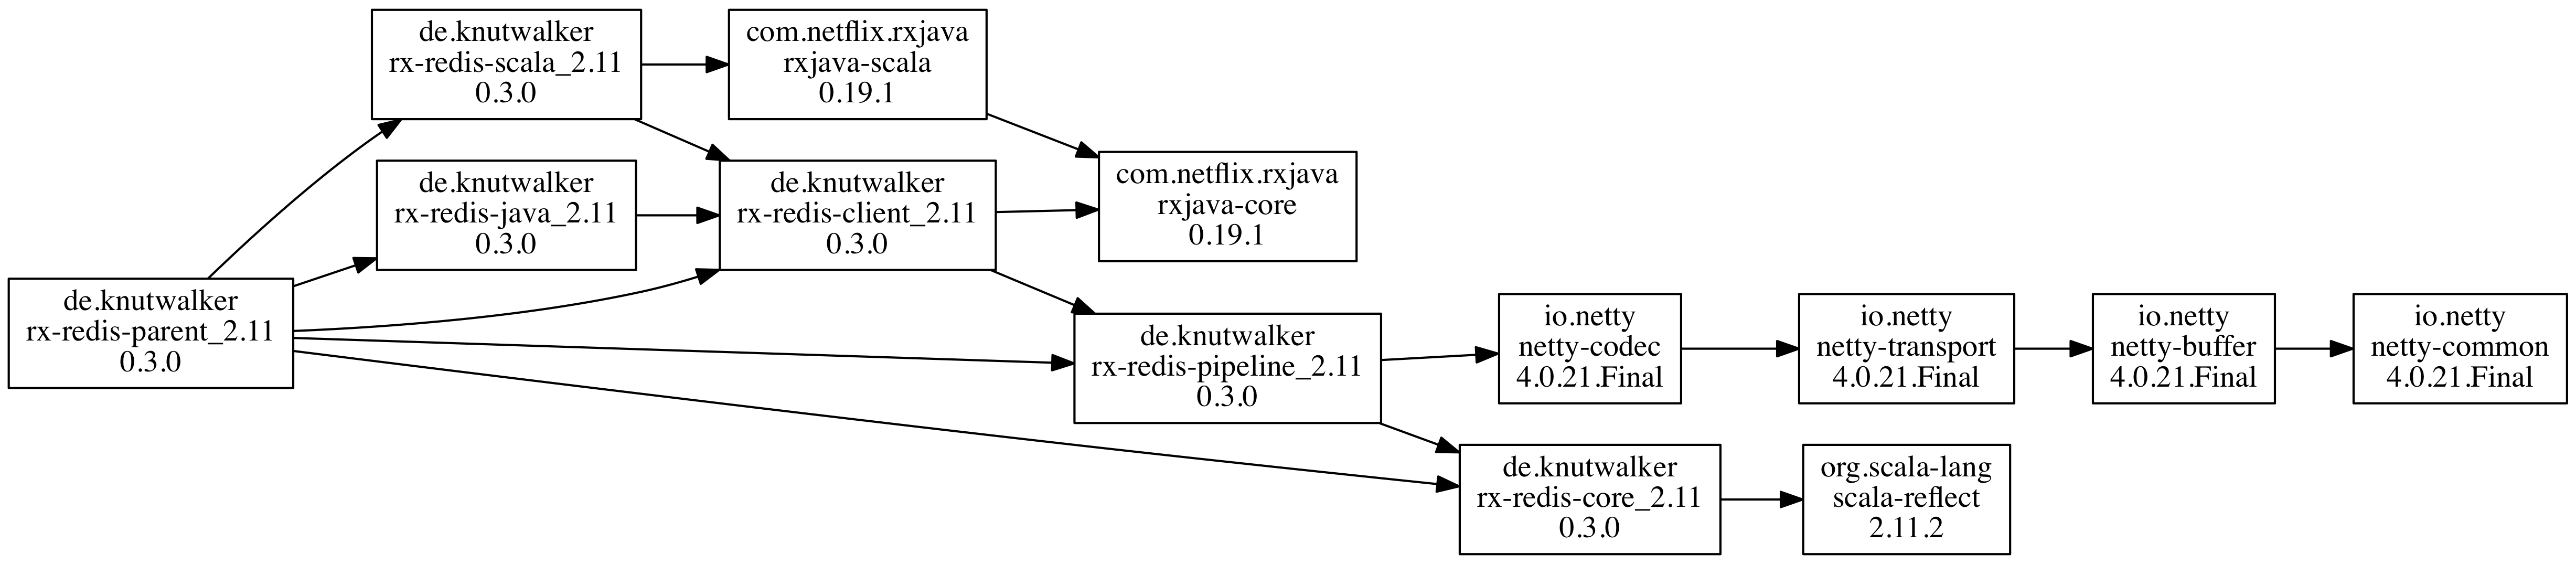 de.knutwalker
rx-redis-scala_2.11
0.3.0
com.netflix.rxjava
rxjava-scala
0.19.1
de.knutwalker
rx-redis-java_2.11
0.3.0
de.knutwalker
rx-redis-client_2.11
0.3.0
com.netflix.rxjava
rxjava-core
0.19.1
de.knutwalker
rx-redis-parent_2.11
0.3.0
de.knutwalker
rx-redis-pipeline_2.11
0.3.0
io.netty
netty-codec
4.0.21.Final
io.netty
netty-transport
4.0.21.Final
io.netty
netty-buffer
4.0.21.Final
io.netty
netty-common
4.0.21.Final
de.knutwalker
rx-redis-core_2.11
0.3.0
org.scala-lang
scala-reflect
2.11.2